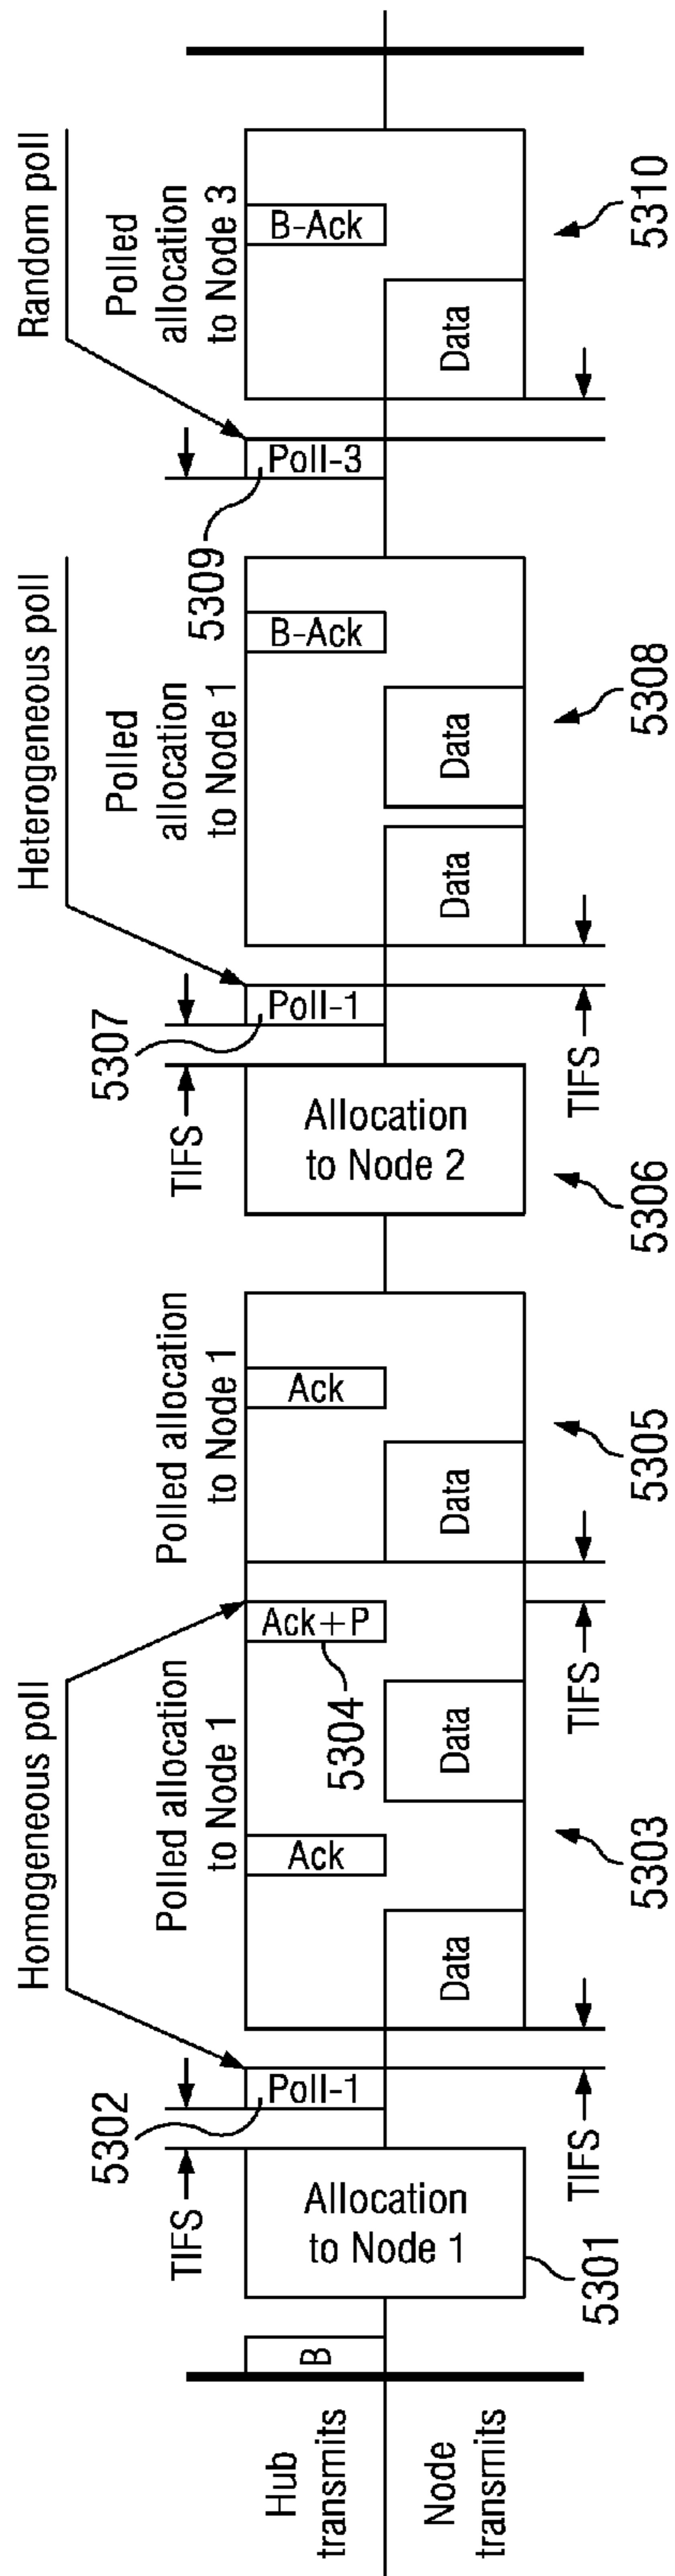 Hub
transmits
Node
transmits
B
Allocation
to Node 1
5301
TIFS
5302
Poll-1
TIFS
Homogeneous poll
Polled allocation
to Node 1
Data
Ack
Data
Ack+P
5304
5303
TIFS
Polled allocation
to Node 1
Data
Ack
5305
Allocation
to Node 2
5306
TIFS
5307
Poll-1
TIFS
Heterogeneous poll
Polled
allocation
to Node 1
Data
Data
B-Ack
5308
5309
Poll-3
Random poll
Polled
allocation
to Node 3
Data
B-Ack
5310